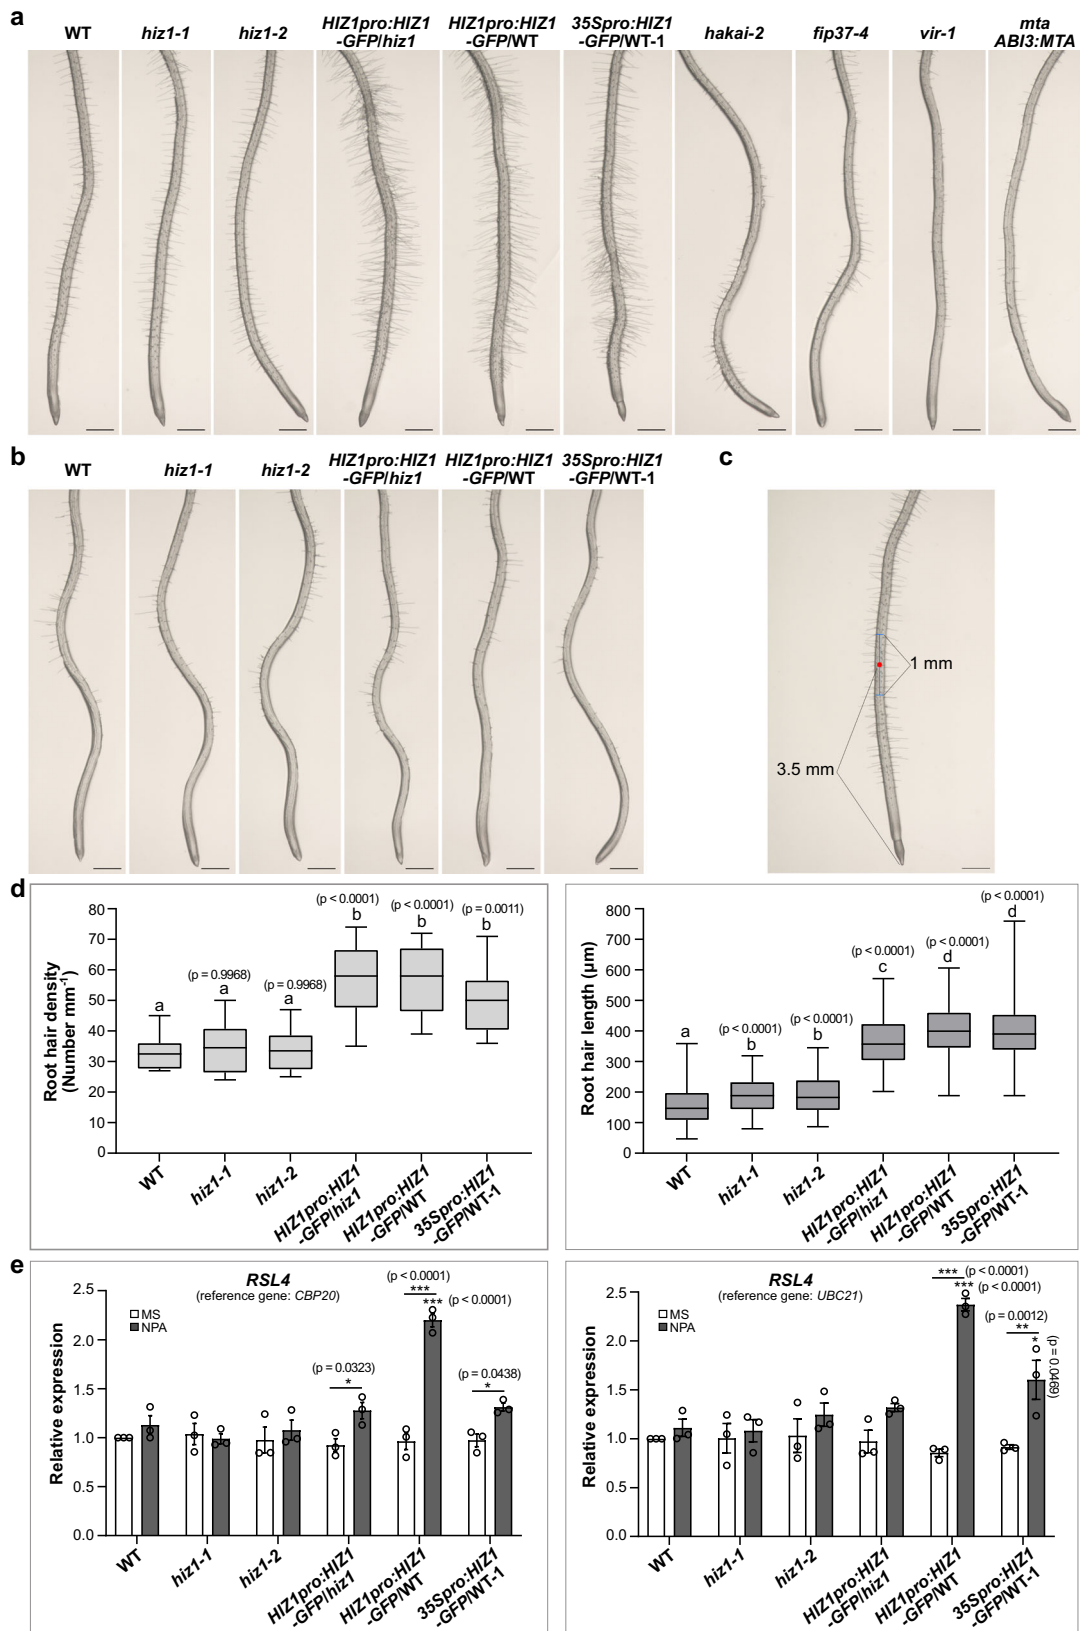 a
WT
hiz1-1
hiz1-2
HIZ1pro:HIZ1
-GFP/hiz1
HIZ1pro:HIZ1
-GFP/WT
35Spro:HIZ1
-GFP/WT-1
hakai-2
fip37-4
vir-1
mta
ABI3:MTA
b
WT
hiz1-1
hiz1-2
HIZ1pro:HIZ1
-GFP/hiz1
HIZ1pro:HIZ1
-GFP/WT
35Spro:HIZ1
-GFP/WT-1
c
1 mm
3.5 mm
d
Root hair density
(Number mm⁻¹)
80
70
60
50
40
30
20
10
0
a
(p = 0.9968)
a
(p = 0.9968)
a
(p < 0.0001)
b
(p < 0.0001)
b
(p = 0.0011)
b
WT
hiz1-1
hiz1-2
HIZ1pro:HIZ1
-GFP/hiz1
HIZ1pro:HIZ1
-GFP/WT
35Spro:HIZ1
-GFP/WT-1
Root hair length (µm)
800
700
600
500
400
300
200
100
0
a
(p < 0.0001)
b
(p < 0.0001)
b
(p < 0.0001)
c
(p < 0.0001)
d
(p < 0.0001)
d
WT
hiz1-1
hiz1-2
HIZ1pro:HIZ1
-GFP/hiz1
HIZ1pro:HIZ1
-GFP/WT
35Spro:HIZ1
-GFP/WT-1
e
RSL4
(reference gene: CBP20)
MS
NPA
Relative expression
2.5
2.0
1.5
1.0
0.5
0.0
(p = 0.0323)
*
(p < 0.0001)
***
***
(p < 0.0001)
(p = 0.0438)
*
WT
hiz1-1
hiz1-2
HIZ1pro:HIZ1
-GFP/hiz1
HIZ1pro:HIZ1
-GFP/WT
35Spro:HIZ1
-GFP/WT-1
RSL4
(reference gene: UBC21)
MS
NPA
Relative expression
2.5
2.0
1.5
1.0
0.5
0.0
*** (p < 0.0001)
*** (p < 0.0001)
(p = 0.0012)
**
*
(p = 0.0469)
WT
hiz1-1
hiz1-2
HIZ1pro:HIZ1
-GFP/hiz1
HIZ1pro:HIZ1
-GFP/WT
35Spro:HIZ1
-GFP/WT-1